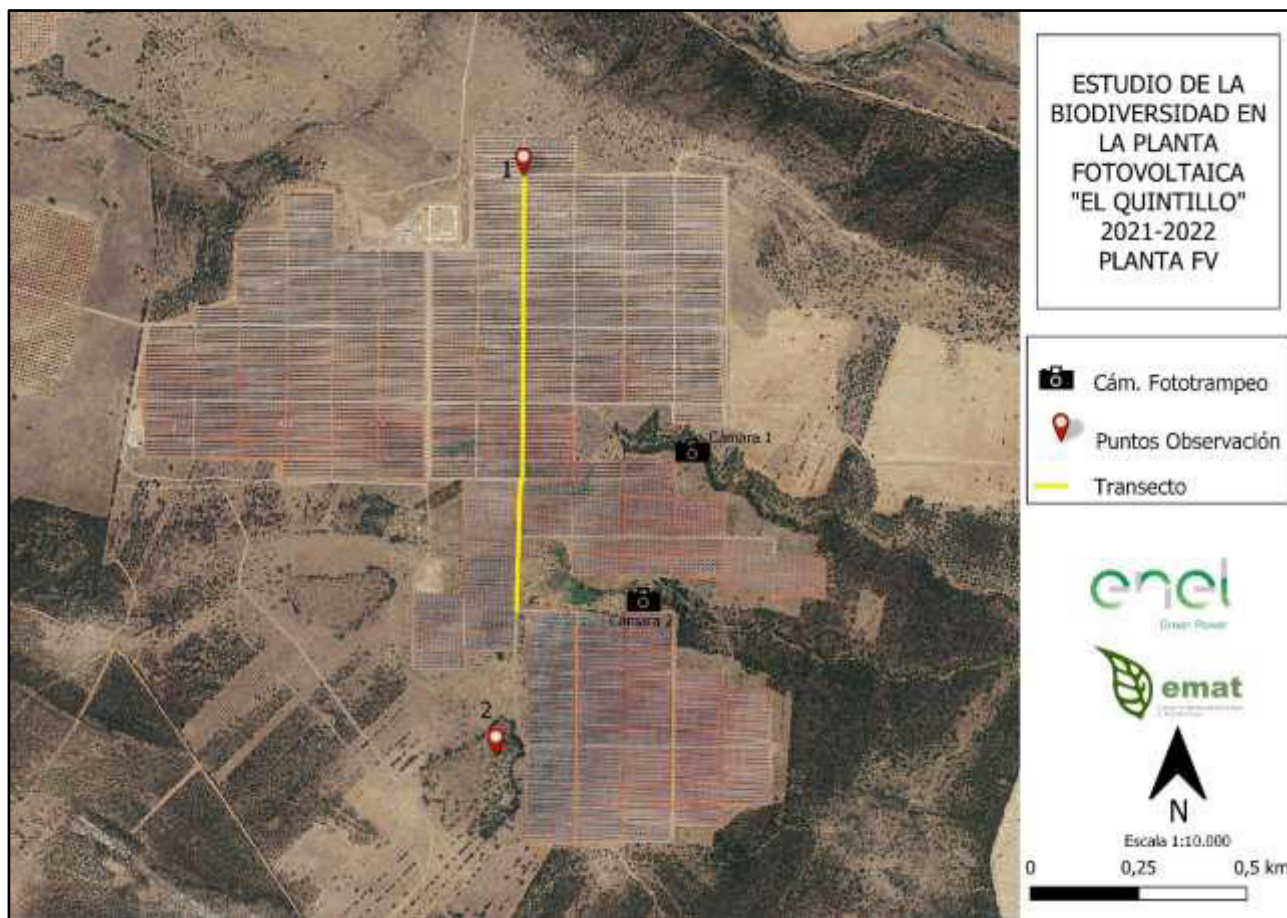 ESTUDIO DE LA
BIODIVERSIDAD EN
LA PLANTA
FOTOVOLTAICA
"EL QUINTILLO"
2021-2022
PLANTA FV
Cám. Fototrampeo
Puntos Observación
Transecto
1
Cámara 1
Cámara 2
2
enel
Green Power
emat
N
Escala 1:10.000
0 0,25 0,5 km